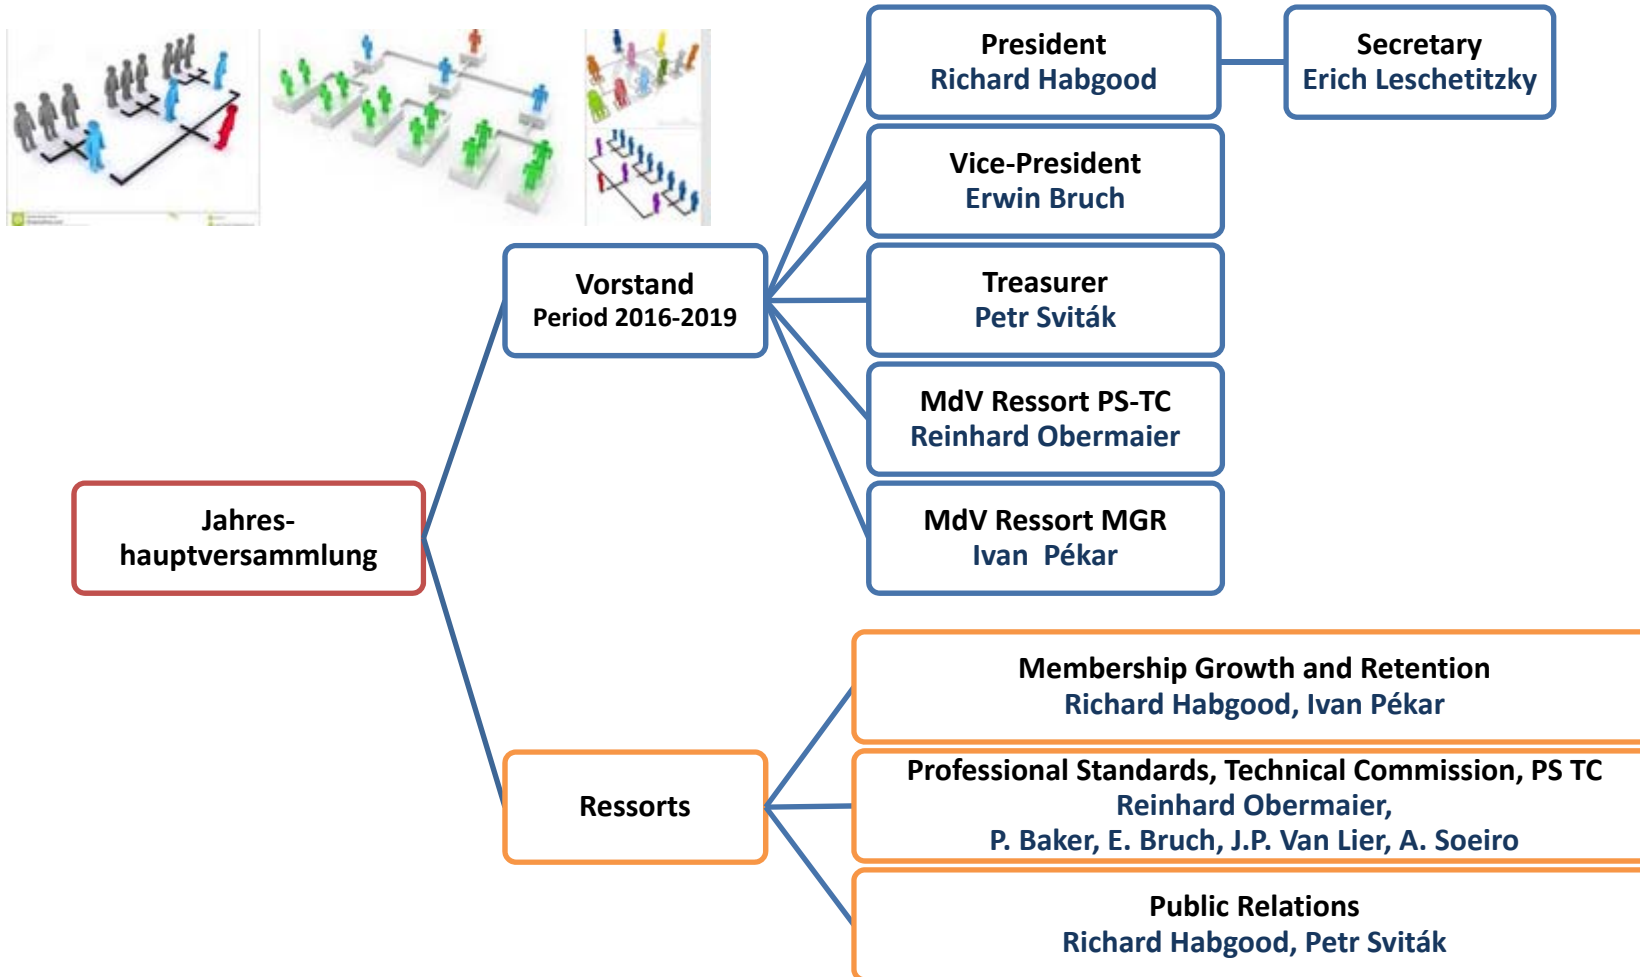 President
Richard Habgood
Secretary
Erich Leschetitzky
Vice-President
Erwin Bruch
Vorstand
Period 2016-2019
Treasurer
Petr Sviták
MdV Ressort PS-TC
Reinhard Obermaier
Jahres-
hauptversammlung
MdV Ressort MGR
Ivan  Pékar
Membership Growth and Retention
Richard Habgood, Ivan Pékar
Ressorts
Professional Standards, Technical Commission, PS TC
Reinhard Obermaier,
P. Baker, E. Bruch, J.P. Van Lier, A. Soeiro
Public Relations
Richard Habgood, Petr Sviták